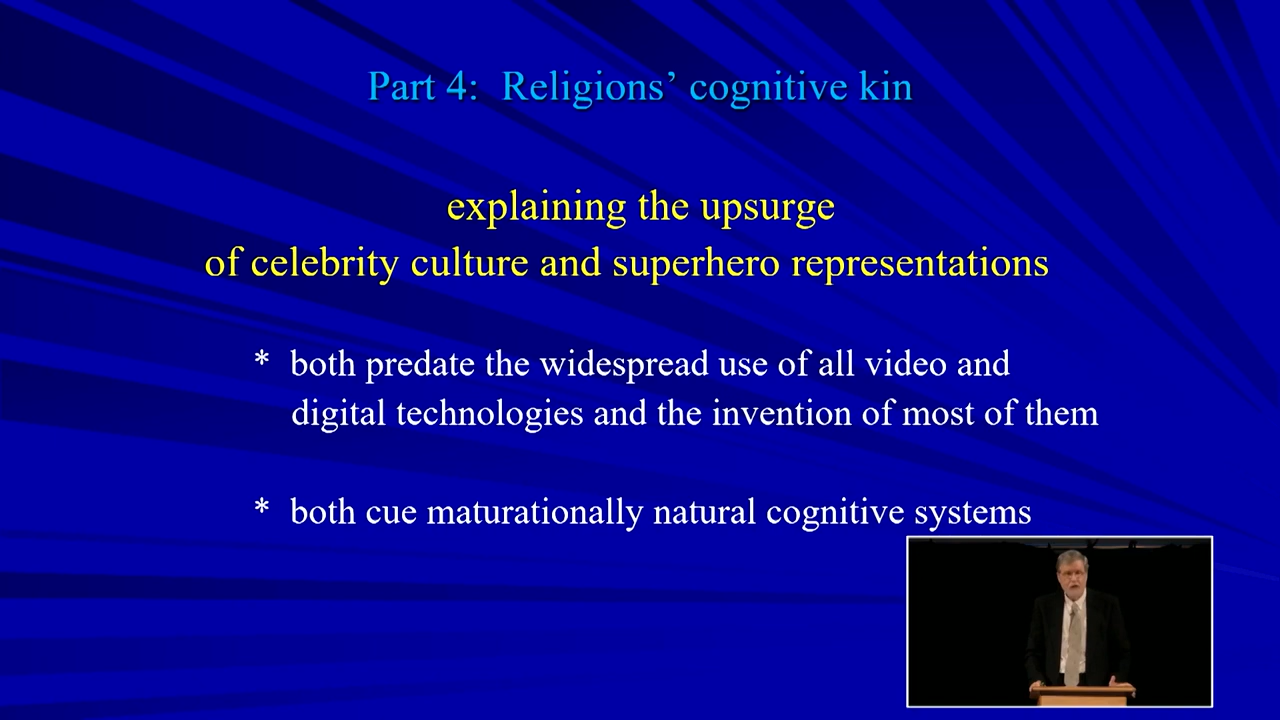 Part 4:  Religions’ cognitive kin
explaining the upsurge
of celebrity culture and superhero representations
*  both predate the widespread use of all video and
digital technologies and the invention of most of them
*  both cue maturationally natural cognitive systems